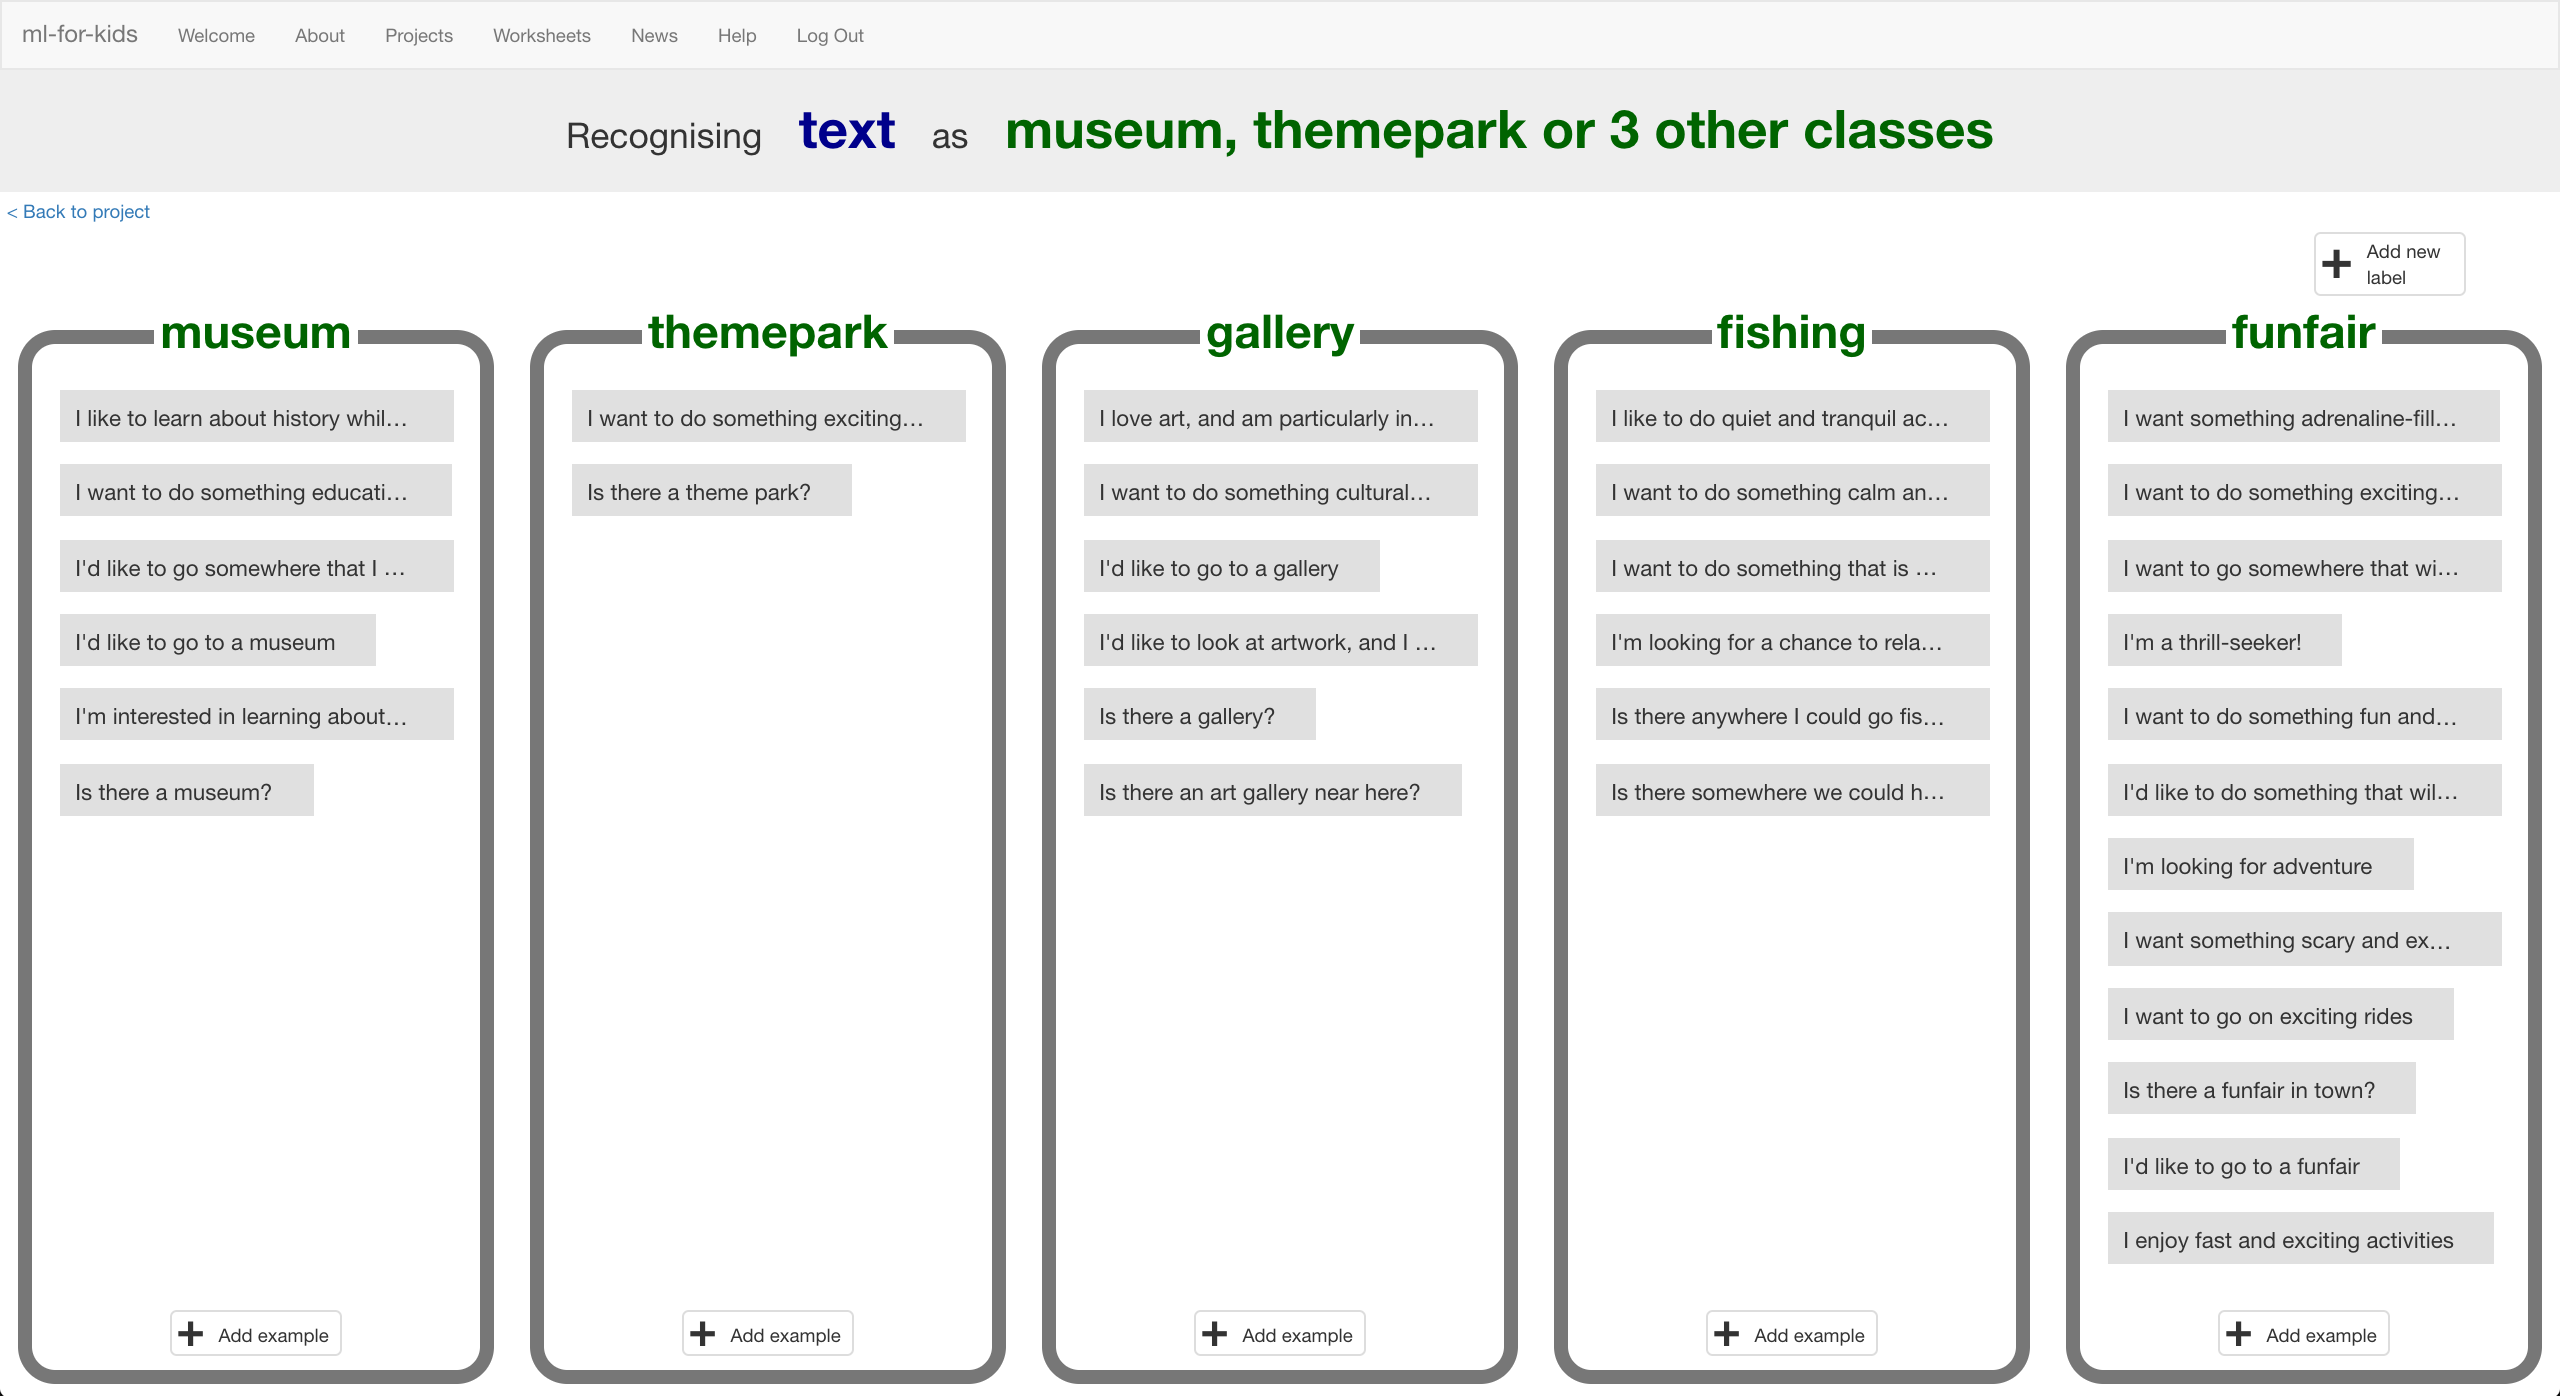 ml-for-kids Welcome About Projects Worksheets News Help Log Out
Recognising text as museum, themepark or 3 other classes
< Back to project
Add new
label
museum
I like to learn about history whil...
I want to do something educati...
I'd like to go somewhere that I ...
I'd like to go to a museum
I'm interested in learning about...
Is there a museum?
Add example
themepark
I want to do something exciting...
Is there a theme park?
Add example
gallery
I love art, and am particularly in...
I want to do something cultural...
I'd like to go to a gallery
I'd like to look at artwork, and I ...
Is there a gallery?
Is there an art gallery near here?
Add example
fishing
I like to do quiet and tranquil ac...
I want to do something calm an...
I want to do something that is ...
I'm looking for a chance to rela...
Is there anywhere I could go fis...
Is there somewhere we could h...
Add example
funfair
I want something adrenaline-fill...
I want to do something exciting...
I want to go somewhere that wi...
I'm a thrill-seeker!
I want to do something fun and...
I'd like to do something that wil...
I'm looking for adventure
I want something scary and ex...
I want to go on exciting rides
Is there a funfair in town?
I'd like to go to a funfair
I enjoy fast and exciting activities
Add example